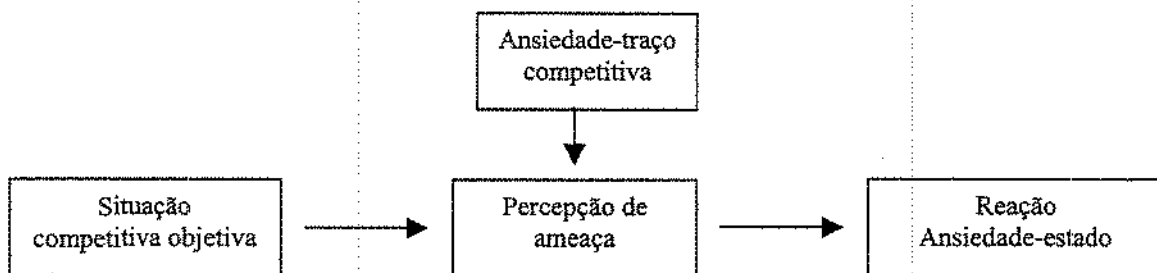 Ansiedade-traço
competitiva
Situação
competitiva objetiva
Percepção de
ameaça
Reação
Ansiedade-estado